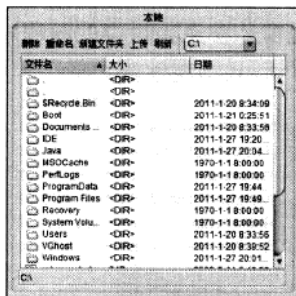 本地
删除 重命名 新建文件夹 上传 刷新 C:\
文件名 大小 日期
. <DIR>
. <DIR>
$Recycle.Bin <DIR> 2011-1-20 8:34:09
Boot <DIR> 2011-1-21 0:25:51
Documents ... <DIR> 2011-1-20 8:33:56
IDE <DIR> 2011-1-27 19:20...
Java <DIR> 2011-1-27 20:04...
MSOCache <DIR> 1970-1-1 8:00:00
PerfLogs <DIR> 1970-1-1 8:00:00
ProgramData <DIR> 2011-1-27 19:44...
Program Files <DIR> 2011-1-27 19:49...
Recovery <DIR> 1970-1-1 8:00:00
System Volu... <DIR> 1970-1-1 8:00:00
Users <DIR> 2011-1-20 8:33:56
VGhost <DIR> 2011-1-20 8:39:52
Windows <DIR> 2011-1-27 20:01...
C:\